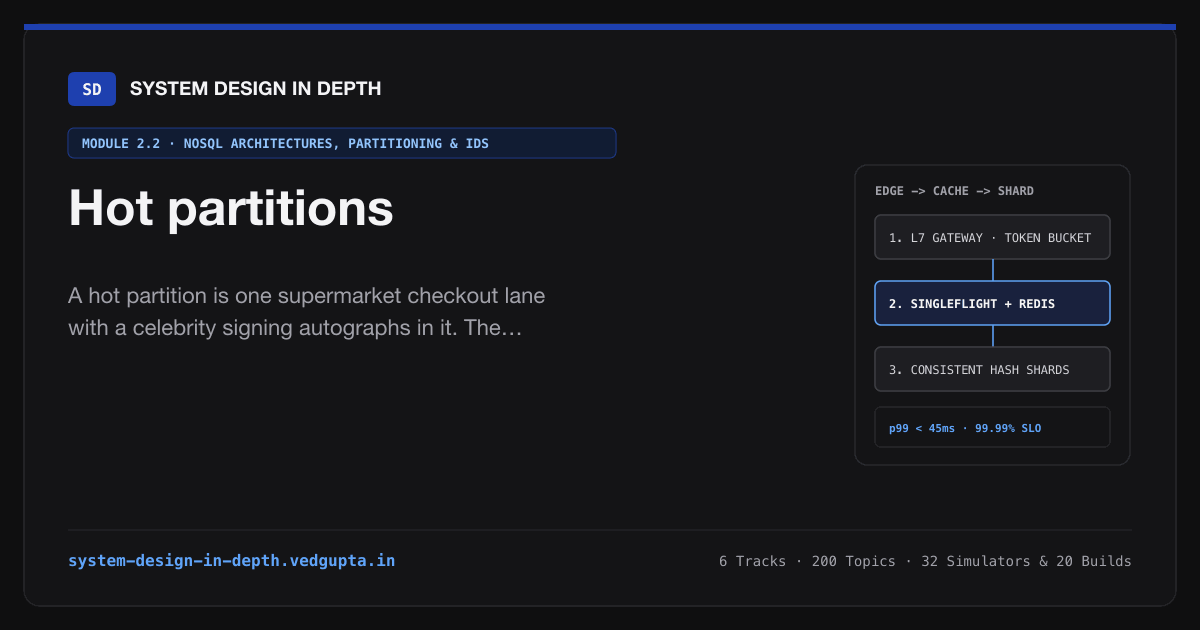 SD SYSTEM DESIGN IN DEPTH
MODULE 2.2 · NOSQL ARCHITECTURES, PARTITIONING & IDS
Hot partitions
A hot partition is one supermarket checkout lane
with a celebrity signing autographs in it. The…
EDGE —> CACHE —> SHARD
1. L7 GATEWAY · TOKEN BUCKET
2. SINGLEFLIGHT + REDIS
3. CONSISTENT HASH SHARDS
p99 < 45ms · 99.99% SLO
system-design-in-depth.vedgupta.in
6 Tracks · 200 Topics · 32 Simulators & 20 Builds